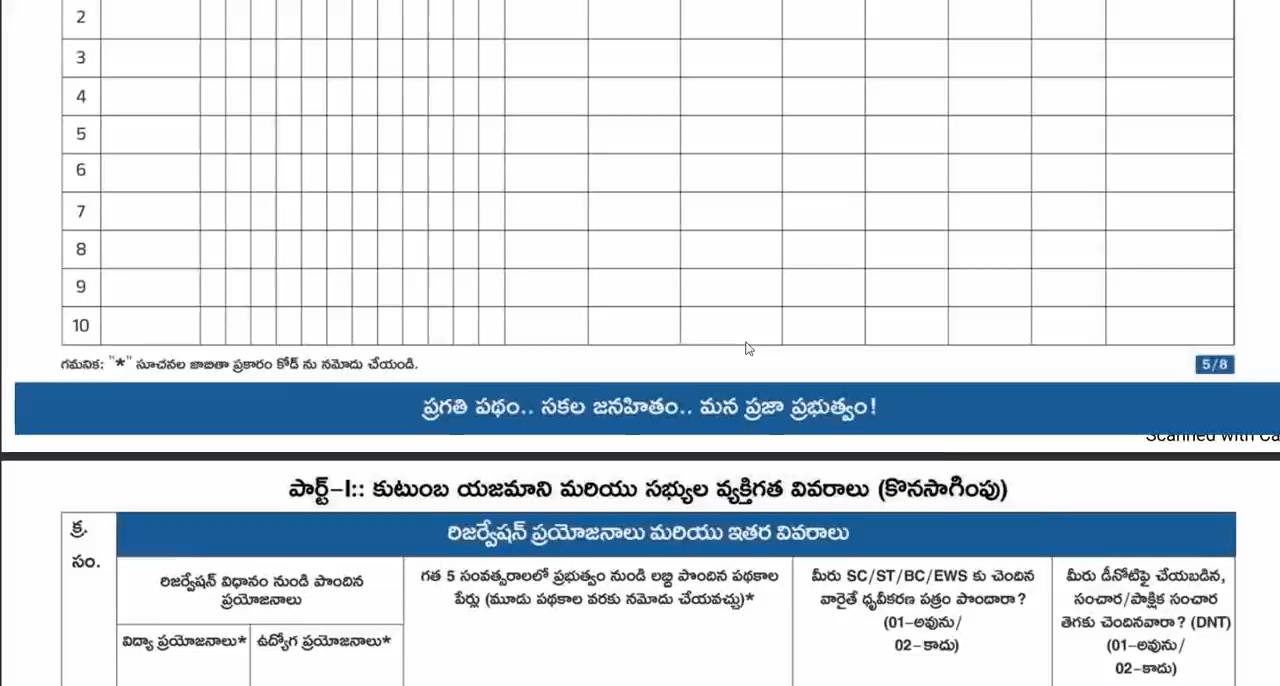 2
3
4
5
6
7
8
9
10
గమనిక: "*" సూచనల జాబితా ప్రకారం కోడ్ ను నమోదు చేయండి.
5/8
ప్రగతి పథం.. సకల జనహితం.. మన ప్రజా ప్రభుత్వం!
Scanned with Ca
పార్ట్-I:: కుటుంబ యజమాని మరియు సభ్యుల వ్యక్తిగత వివరాలు (కొనసాగింపు)
క్ర.
సం.
రిజర్వేషన్ ప్రయోజనాలు మరియు ఇతర వివరాలు
రిజర్వేషన్ విధానం నుండి పొందిన
ప్రయోజనాలు
విద్యా ప్రయోజనాలు*
ఉద్యోగ ప్రయోజనాలు*
గత 5 సంవత్సరాలలో ప్రభుత్వం నుండి లబ్ది పొందిన పథకాల
పేర్లు (మూడు పథకాల వరకు నమోదు చేయవచ్చు)*
మీరు SC/ST/BC/EWS కు చెందిన
వారైతే ధృవీకరణ పత్రం పొందారా?
(01-అవును/
02-కాదు)
మీరు డీనోటిఫై చేయబడిన,
సంచార/పాక్షిక సంచార
తెగకు చెందినవారా? (DNT)
(01-అవును/
02-కాదు)